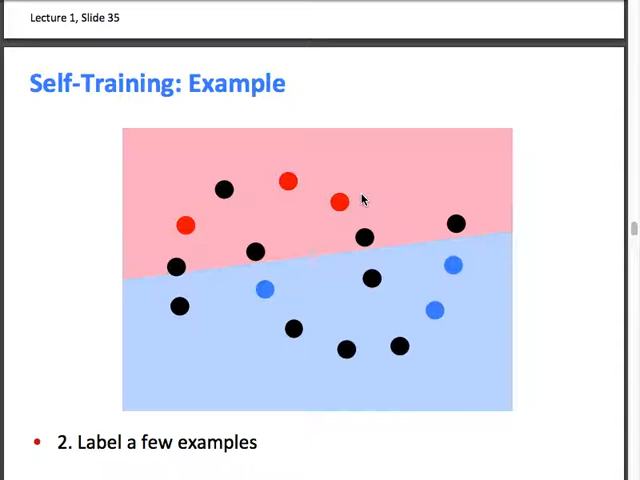 Lecture 1, Slide 35
Self-Training: Example
• 2. Label a few examples